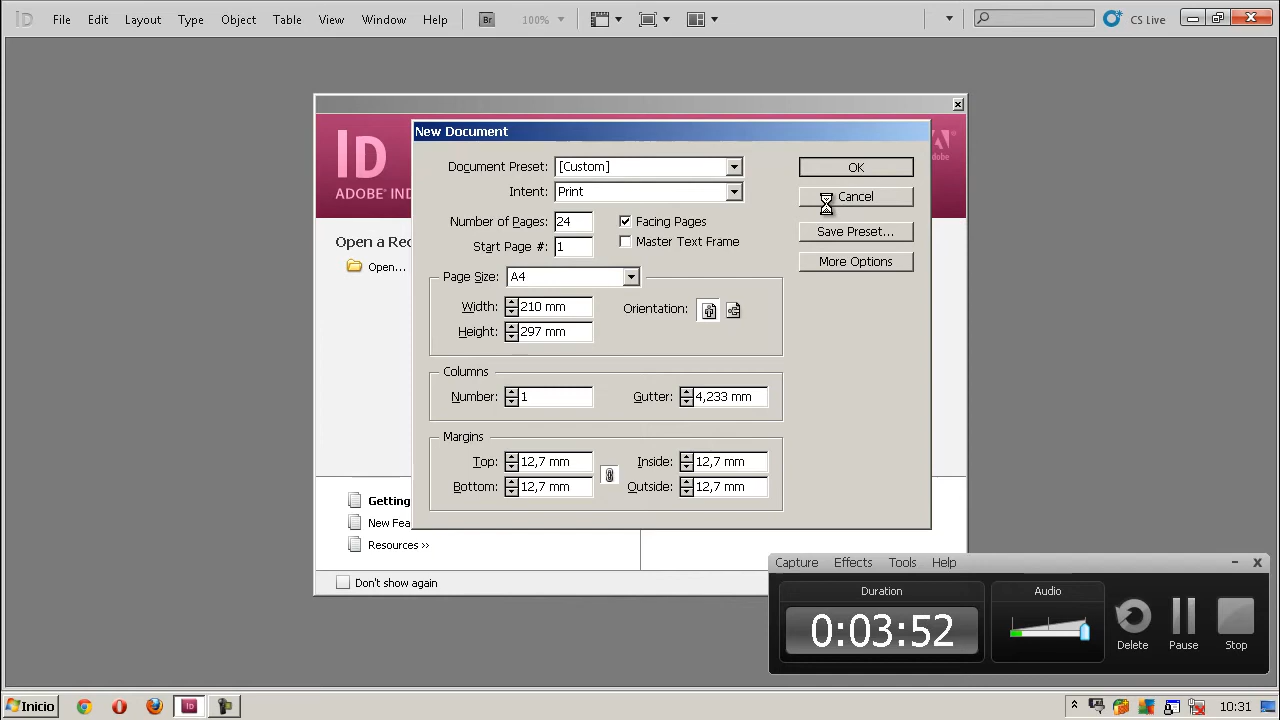 ID File Edit Layout Type Object Table View Window Help Br 100% CS Live
ID
ADOBE IN
Adobe
New Document
Document Preset: [Custom] OK
Intent: Print Cancel
Number of Pages: 24 Facing Pages Save Preset...
Start Page #: 1 Master Text Frame
More Options
Open a Rec
Open...
Page Size: A4
Width: 210 mm Orientation:
Height: 297 mm
Columns
Number: 1 Gutter: 4,233 mm
Margins
Top: 12,7 mm Inside: 12,7 mm
Bottom: 12,7 mm Outside: 12,7 mm
Getting
New Fea
Resources >>
Don't show again
Capture Effects Tools Help
Duration Audio
0:03:52
Delete Pause Stop
Inicio ID 10:31